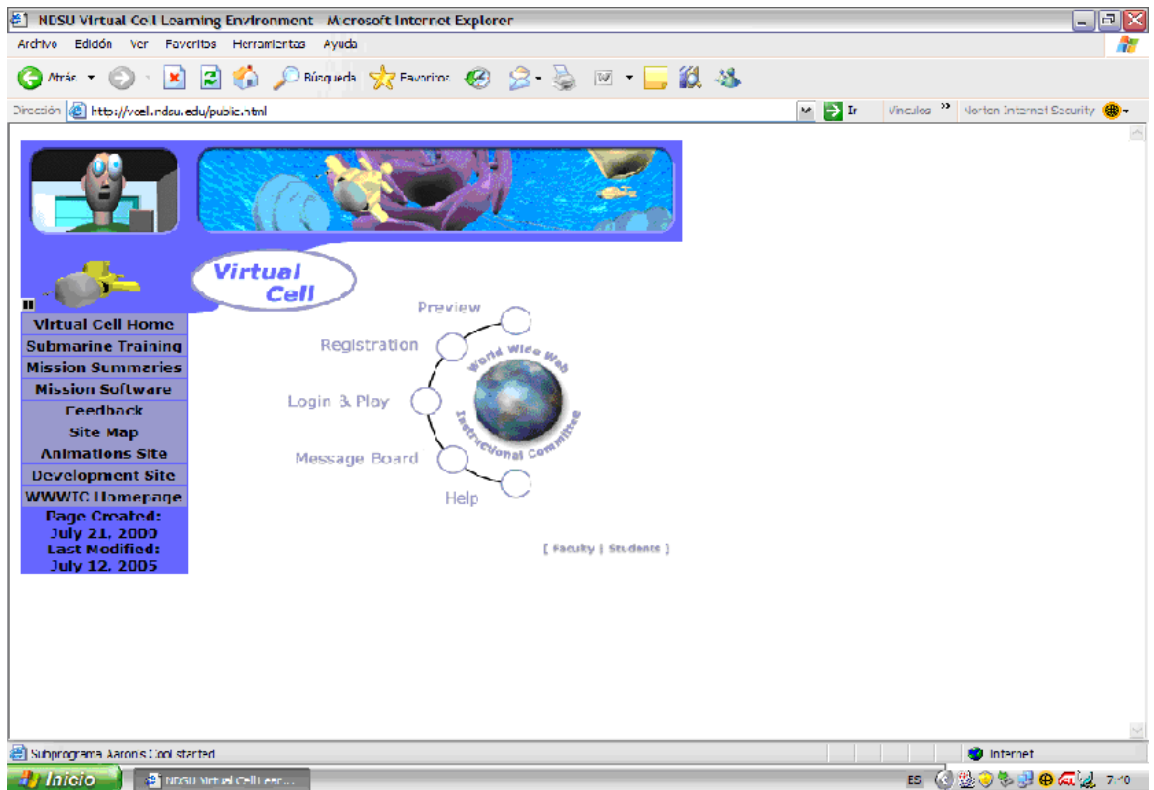 NDSU Virtual Cell Learning Environment Microsoft Internet Explorer
Archivo Edición Ver Favoritos Herramientas Ayuda
Atrás Búsqueda Favoritos
Dirección http://vcell.ndsu.edu/public.html Ir Vínculos » Norton Internet Security
Virtual
Cell
Preview
Registration
Login & Play
Message Board
Help
World Wide Web
Instructional Committee
[ Faculty | Students ]
Virtual Cell Home
Submarine Training
Mission Summaries
Mission Software
Feedback
Site Map
Animations Site
Development Site
WWWIC Homepage
Page Created:
July 21, 2000
Last Modified:
July 12, 2005
Subprograma started Internet
Inicio NDSU Virtual Cell Lear... ES